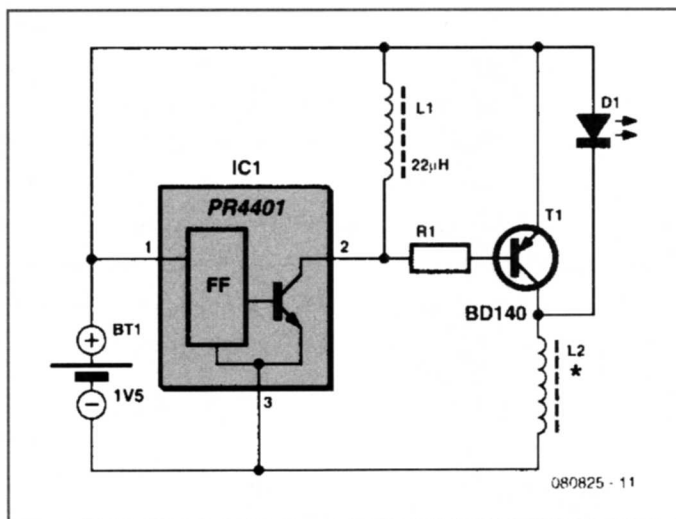 D1
L1
IC1
22µH
PR4401
T1
1
2
R1
FF
BD140
BT1
L2
*
1V5
3
080825 - 11